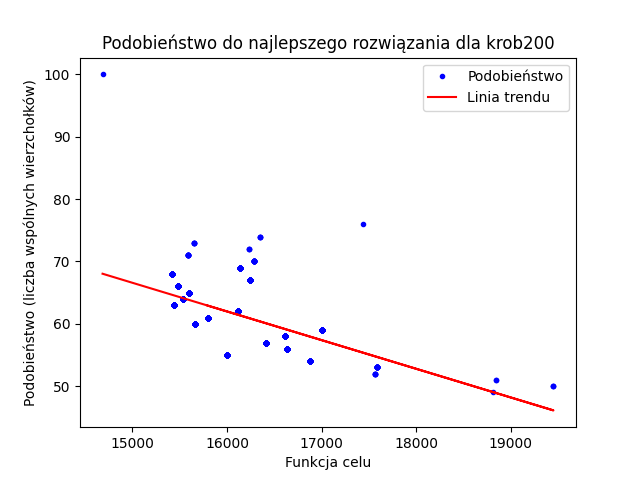 Podobieństwo do najlepszego rozwiązania dla krob200
Podobieństwo
Linia trendu
Podobieństwo (liczba wspólnych wierzchołków)
100
90
80
70
60
50
15000 16000 17000 18000 19000
Funkcja celu